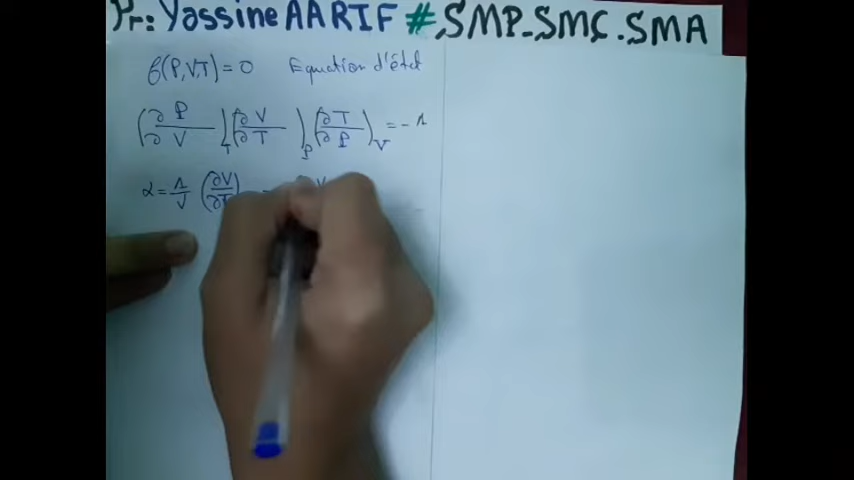 Pr: Yassine AARIF #SMP_SMC.SMA
f(P,V,T) = 0 Equation d'état
(∂P/∂V)_T (∂V/∂T)_P (∂T/∂P)_V = -1
α = 1/V (∂V/∂T